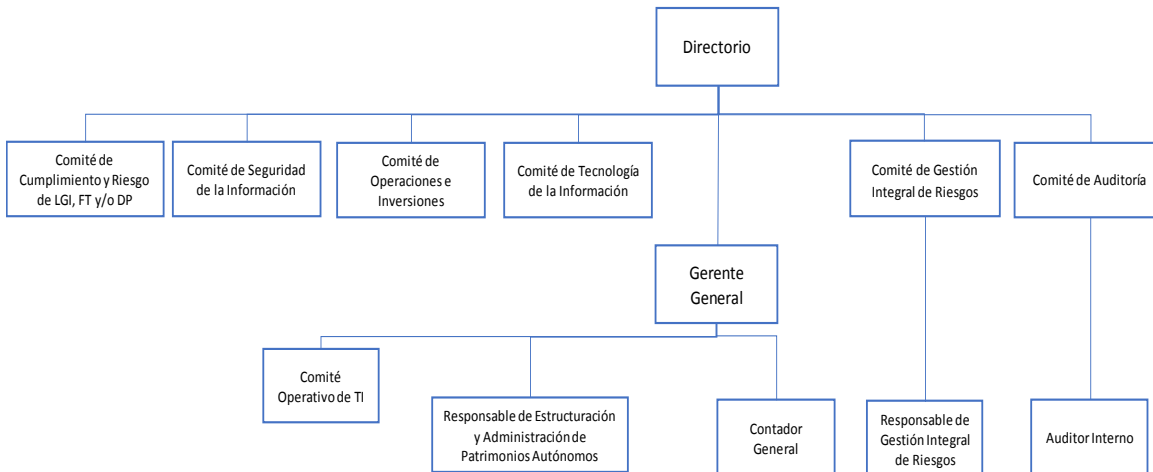 Directorio
Comité de
Cumplimiento y Riesgo
de LGI, FT y/o DP
Comité de Seguridad
de la Información
Comité de
Operaciones e
Inversiones
Comité de Tecnología
de la Información
Comité de Gestión
Integral de Riesgos
Comité de Auditoría
Gerente
General
Comité
Operativo de TI
Responsable de Estructuración
y Administración de
Patrimonios Autónomos
Contador
General
Responsable de
Gestión Integral
de Riesgos
Auditor Interno